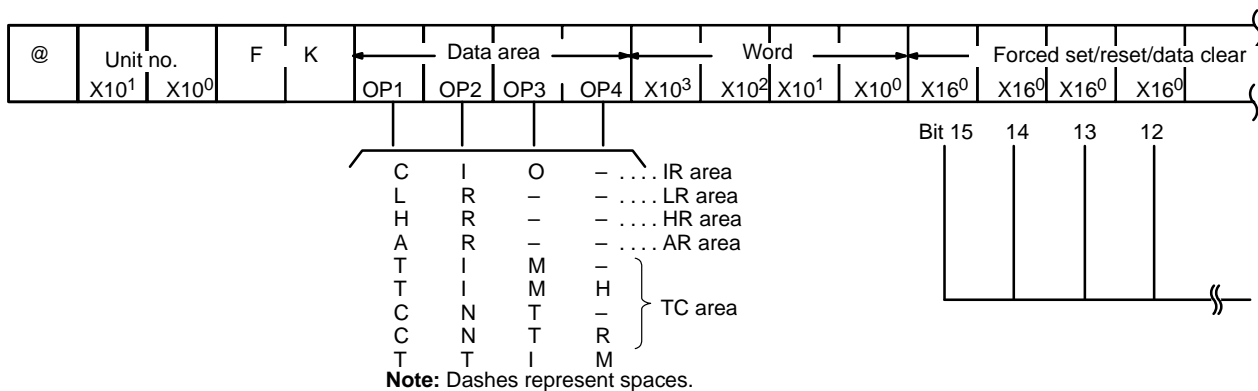 @ Unit no. F K Data area Word Forced set/reset/data clear
X10¹ X10⁰ OP1 OP2 OP3 OP4 X10³ X10² X10¹ X10⁰ X16⁰ X16⁰ X16⁰ X16⁰
Bit 15 14 13 12
C I O – . . . . IR area
L R – – . . . . LR area
H R – – . . . . HR area
A R – – . . . . AR area
T I M –
T I M H
C N T – TC area
C N T R
T T I M
Note: Dashes represent spaces.